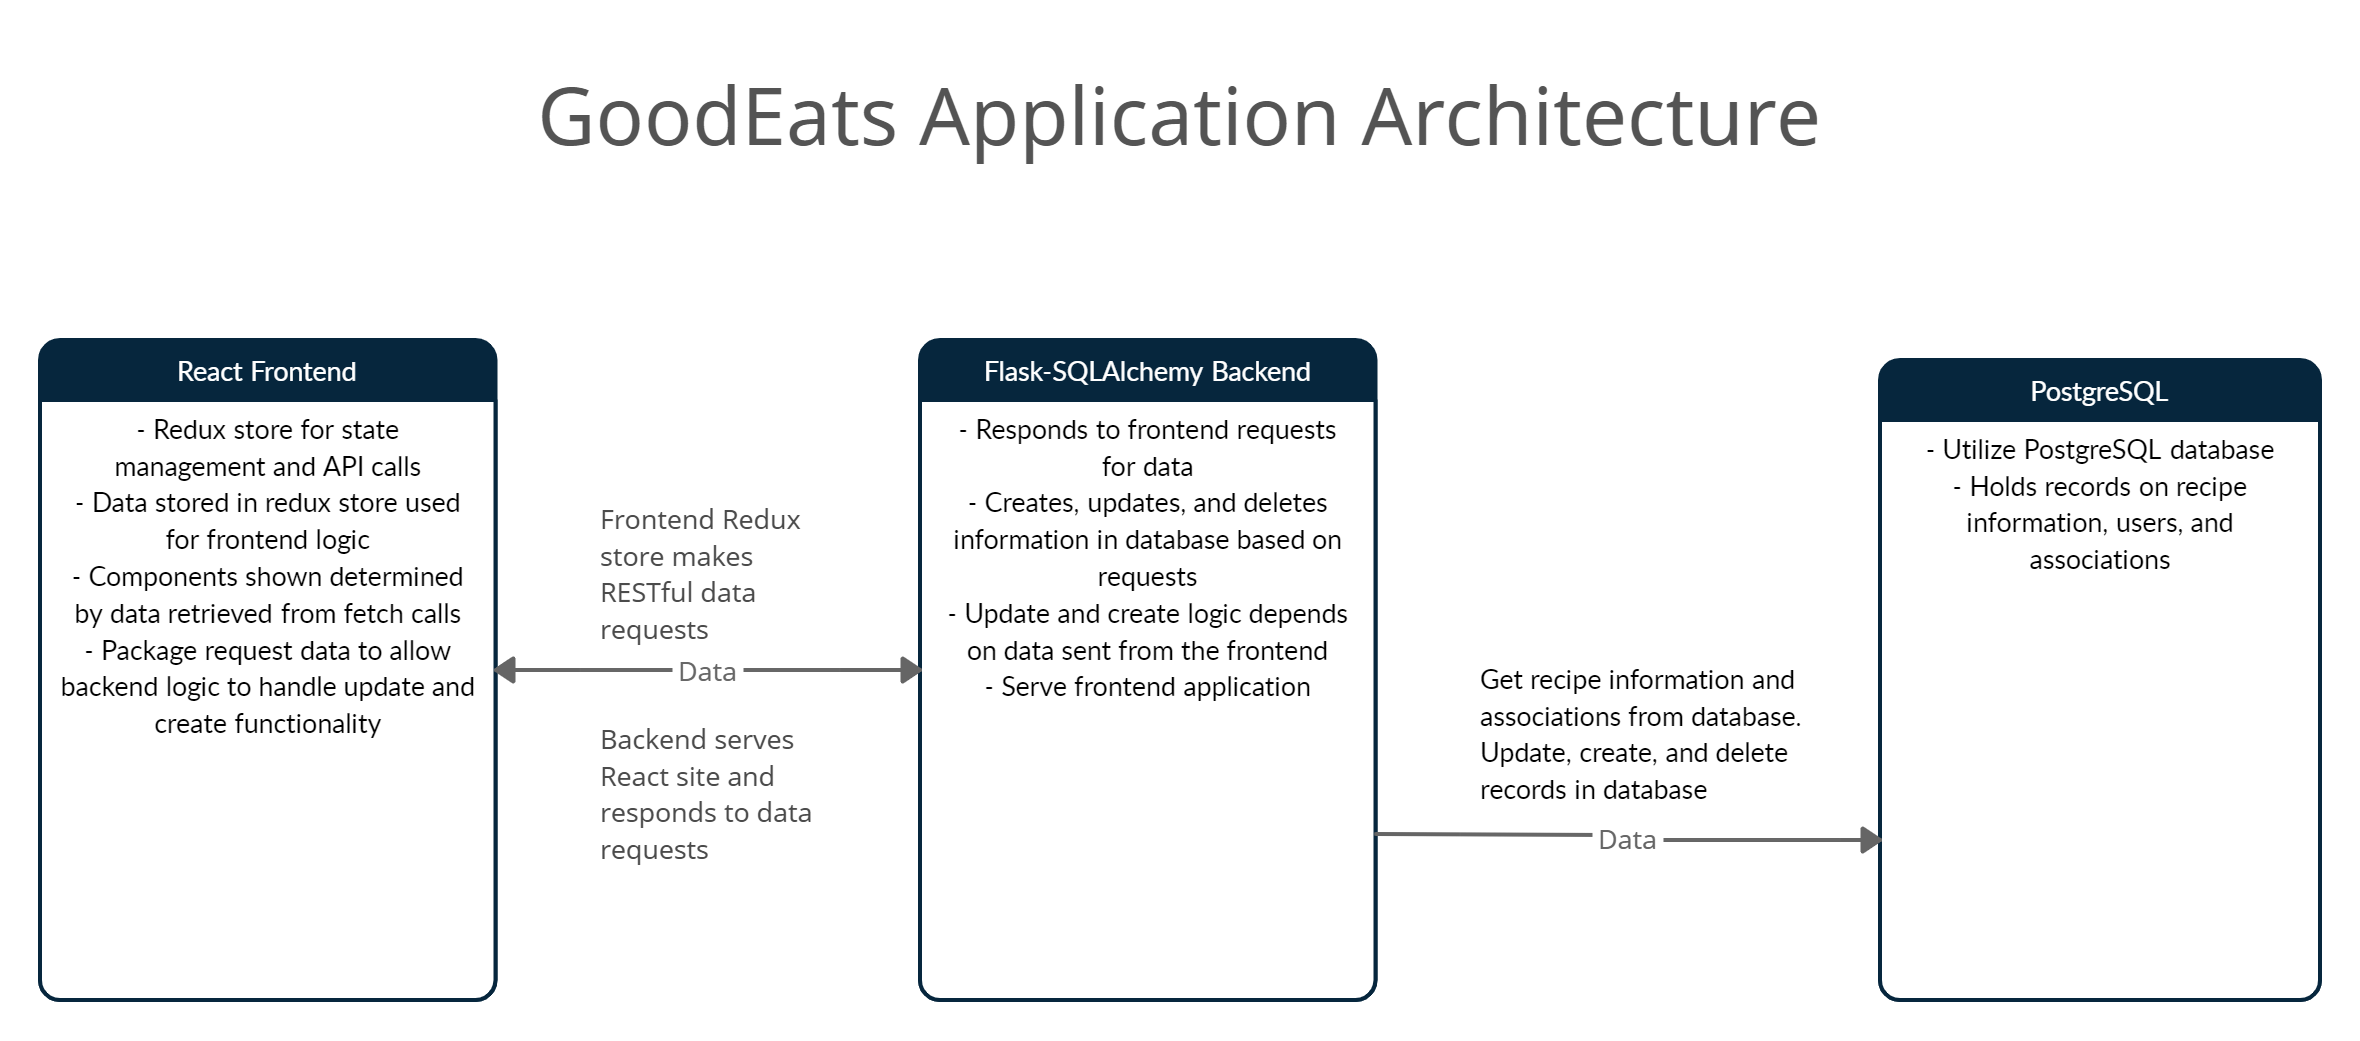 GoodEats Application Architecture
React Frontend
- Redux store for state
management and API calls
- Data stored in redux store used
for frontend logic
- Components shown determined
by data retrieved from fetch calls
- Package request data to allow
backend logic to handle update and
create functionality
Frontend Redux
store makes
RESTful data
requests
Data
Backend serves
React site and
responds to data
requests
Flask-SQLAlchemy Backend
- Responds to frontend requests
for data
- Creates, updates, and deletes
information in database based on
requests
- Update and create logic depends
on data sent from the frontend
- Serve frontend application
Get recipe information and
associations from database.
Update, create, and delete
records in database
Data
PostgreSQL
- Utilize PostgreSQL database
- Holds records on recipe
information, users, and
associations